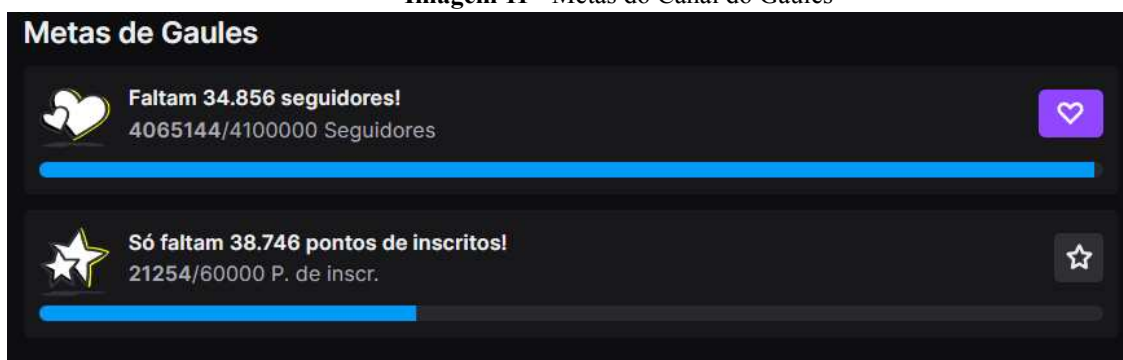 Imagem 11 - Metas do Canal do Gaules
Metas de Gaules
Faltam 34.856 seguidores!
4065144/4100000 Seguidores
Só faltam 38.746 pontos de inscritos!
21254/60000 P. de inscr.